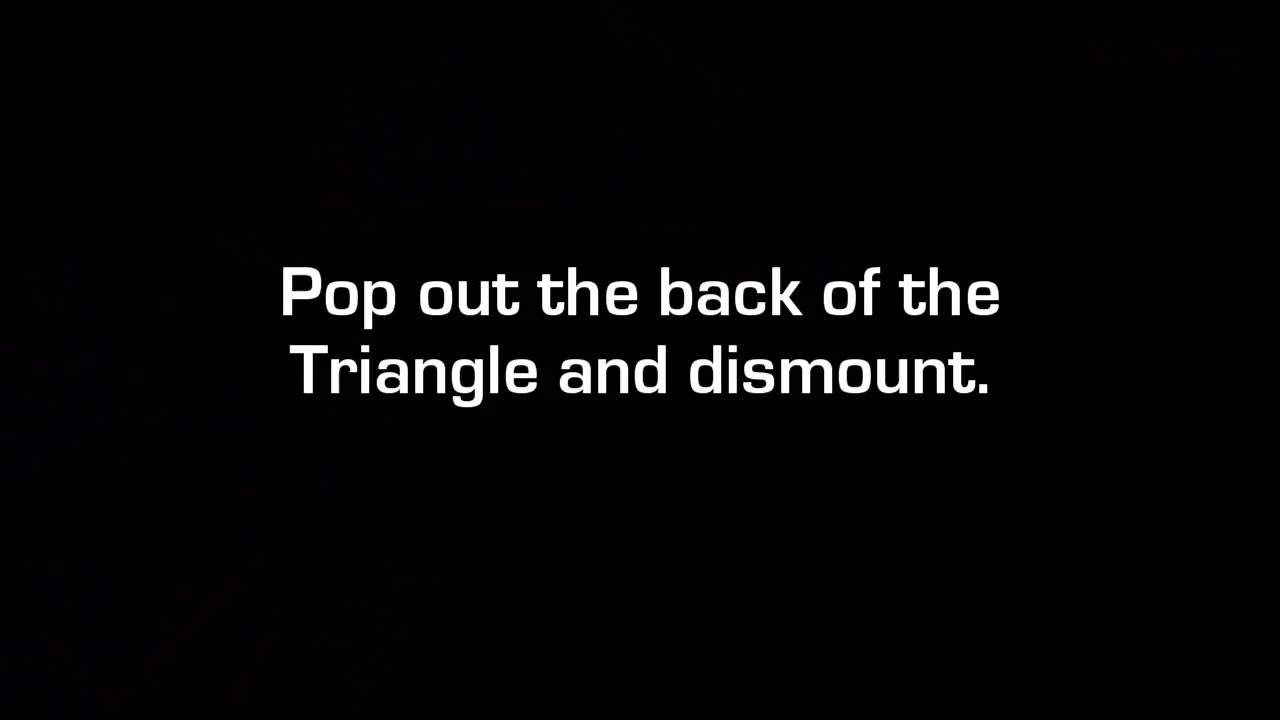 Pop out the back of the
Triangle and dismount.